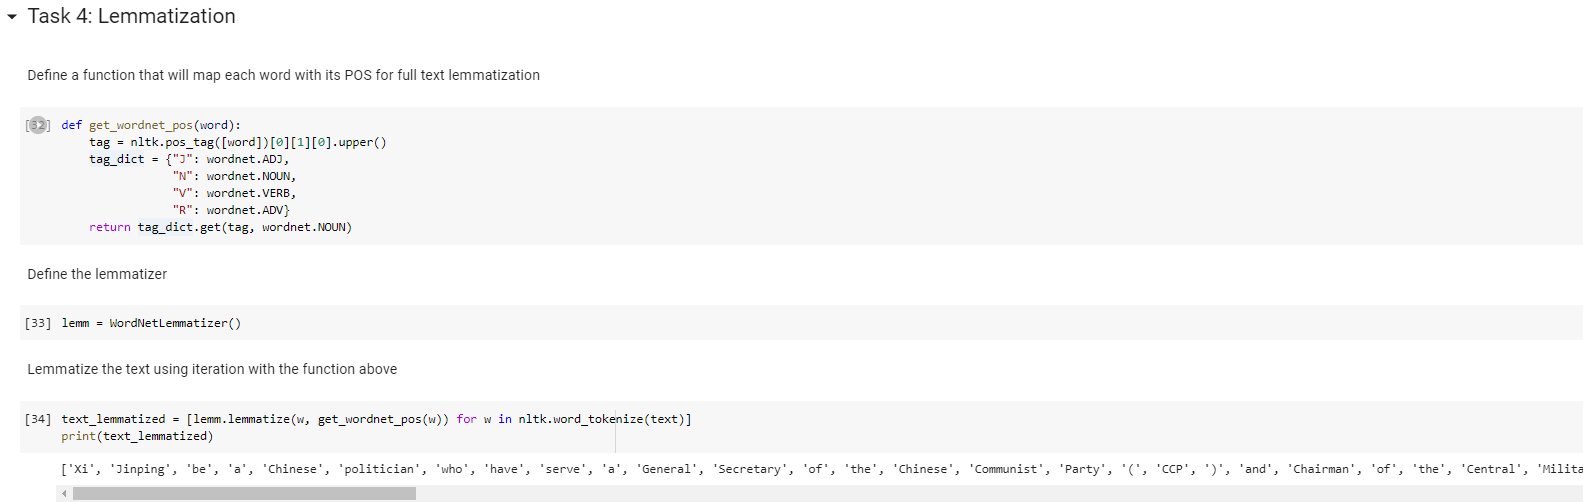 Task 4: Lemmatization
Define a function that will map each word with its POS for full text lemmatization
[32] def get_wordnet_pos(word):
tag = nltk.pos_tag([word])[0][1][0].upper()
tag_dict = {"J": wordnet.ADJ,
"N": wordnet.NOUN,
"V": wordnet.VERB,
"R": wordnet.ADV}
return tag_dict.get(tag, wordnet.NOUN)
Define the lemmatizer
[33] lemm = WordNetLemmatizer()
Lemmatize the text using iteration with the function above
[34] text_lemmatized = [lemm.lemmatize(w, get_wordnet_pos(w)) for w in nltk.word_tokenize(text)]
print(text_lemmatized)
['Xi', 'Jinping', 'be', 'a', 'Chinese', 'politician', 'who', 'have', 'serve', 'a', 'General', 'Secretary', 'of', 'the', 'Chinese', 'Communist', 'Party', '(', 'CCP', ')', 'and', 'Chairman', 'of', 'the', 'Central', 'Milita